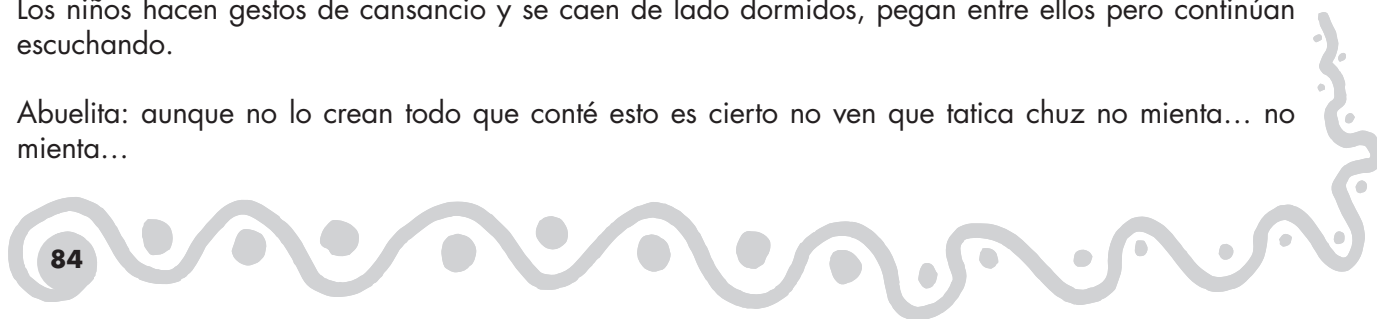 Los niños hacen gestos de cansancio y se caen de lado dormidos, pegan entre ellos pero continúan
escuchando.
Abuelita: aunque no lo crean todo que conté esto es cierto no ven que tatica chuz no mienta... no
mienta...
84